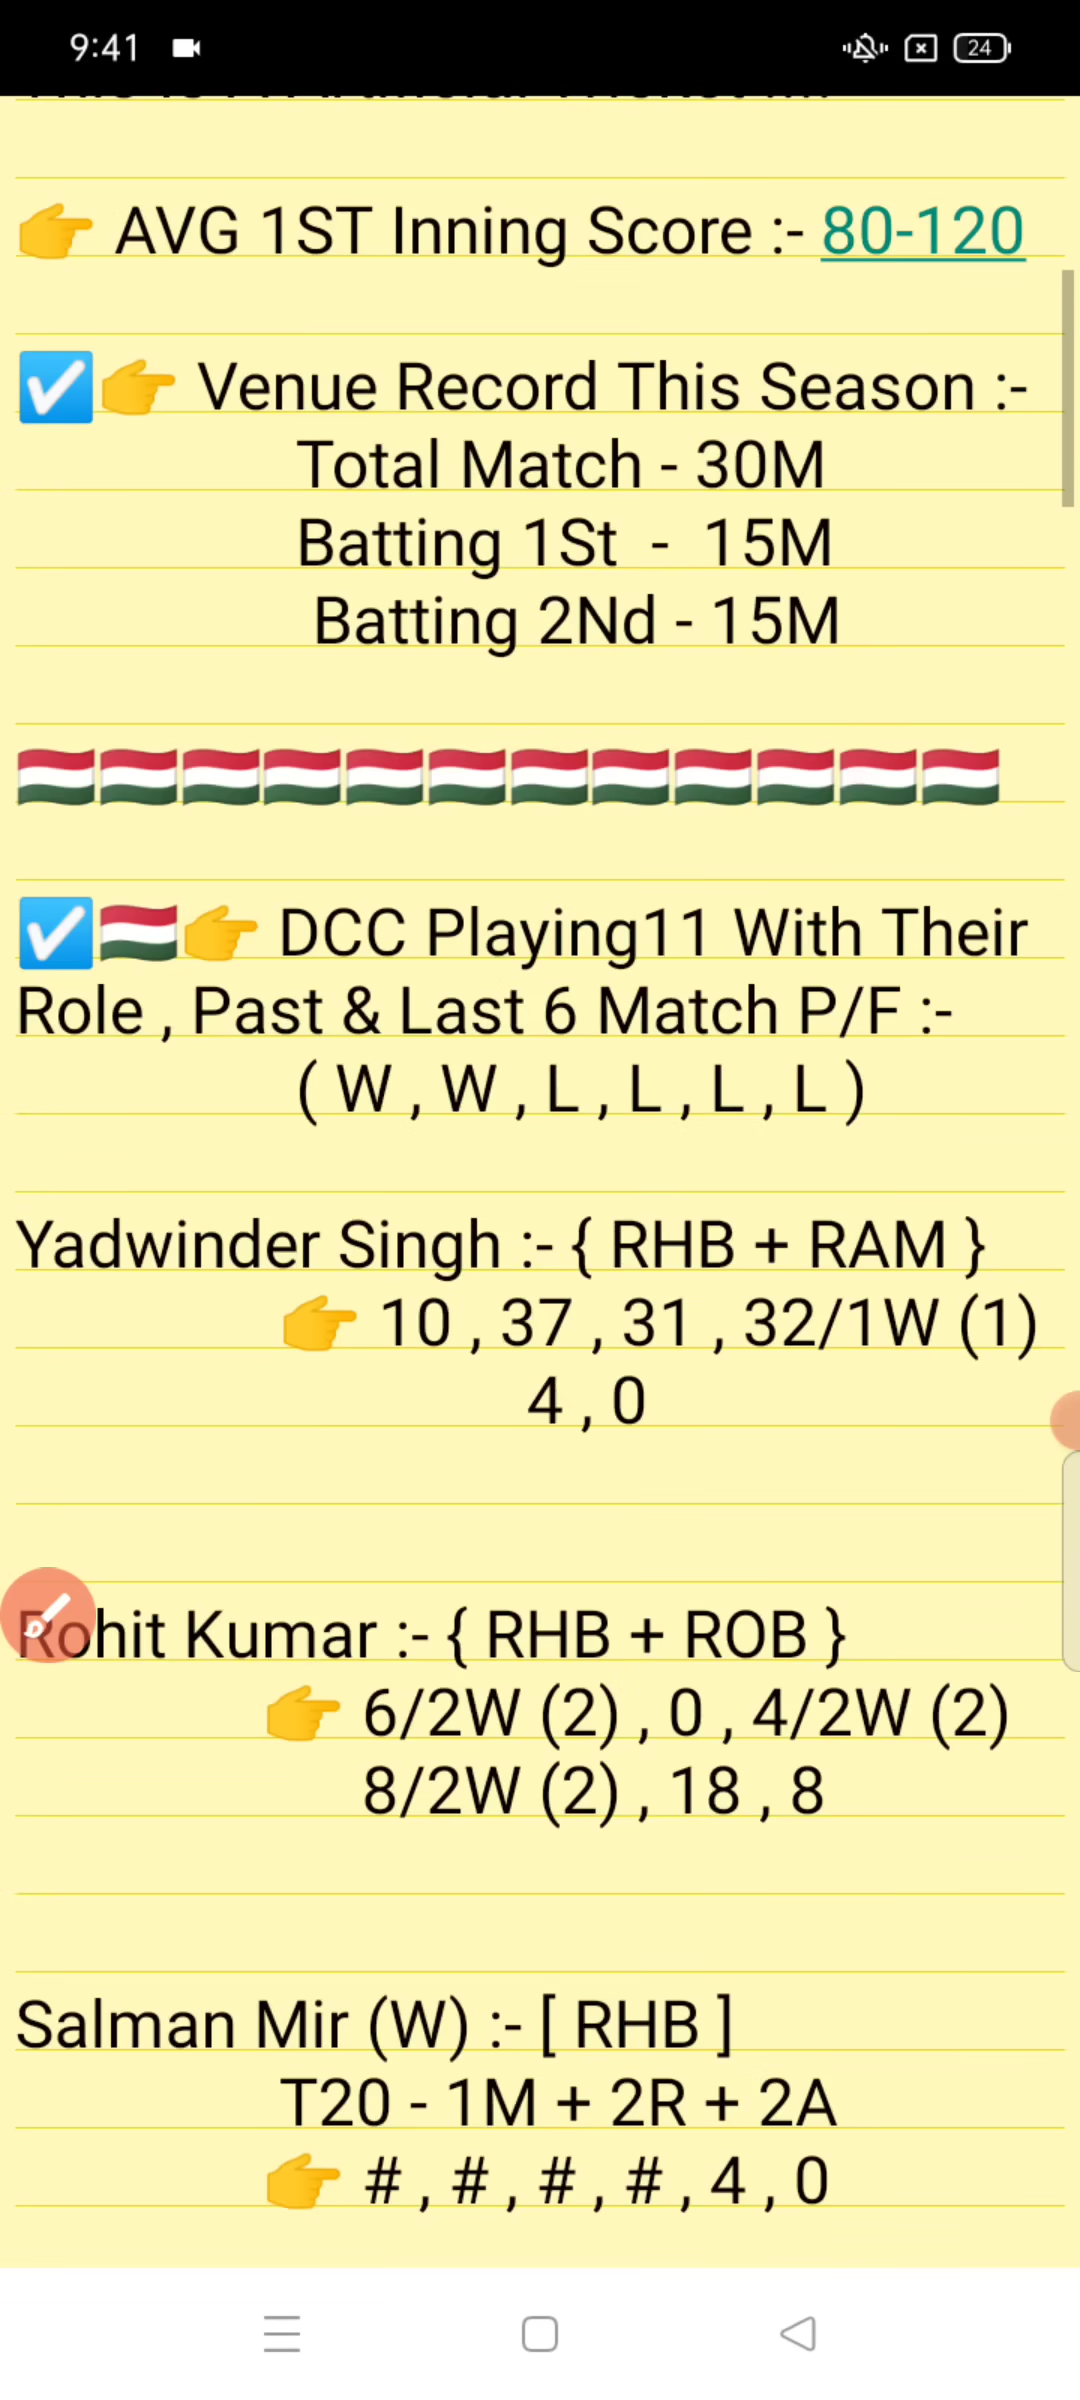 9:41
24
👉 AVG 1ST Inning Score :- 80-120
☑👉 Venue Record This Season :-
Total Match - 30M
Batting 1St - 15M
Batting 2Nd - 15M
🇭🇺🇭🇺🇭🇺🇭🇺🇭🇺🇭🇺🇭🇺🇭🇺🇭🇺🇭🇺🇭🇺🇭🇺
☑🇭🇺👉 DCC Playing11 With Their
Role , Past & Last 6 Match P/F :-
( W , W , L , L , L , L )
Yadwinder Singh :- { RHB + RAM }
👉 10 , 37 , 31 , 32/1W (1)
4 , 0
Rohit Kumar :- { RHB + ROB }
👉 6/2W (2) , 0 , 4/2W (2)
8/2W (2) , 18 , 8
Salman Mir (W) :- [ RHB ]
T20 - 1M + 2R + 2A
👉 # , # , # , # , 4 , 0